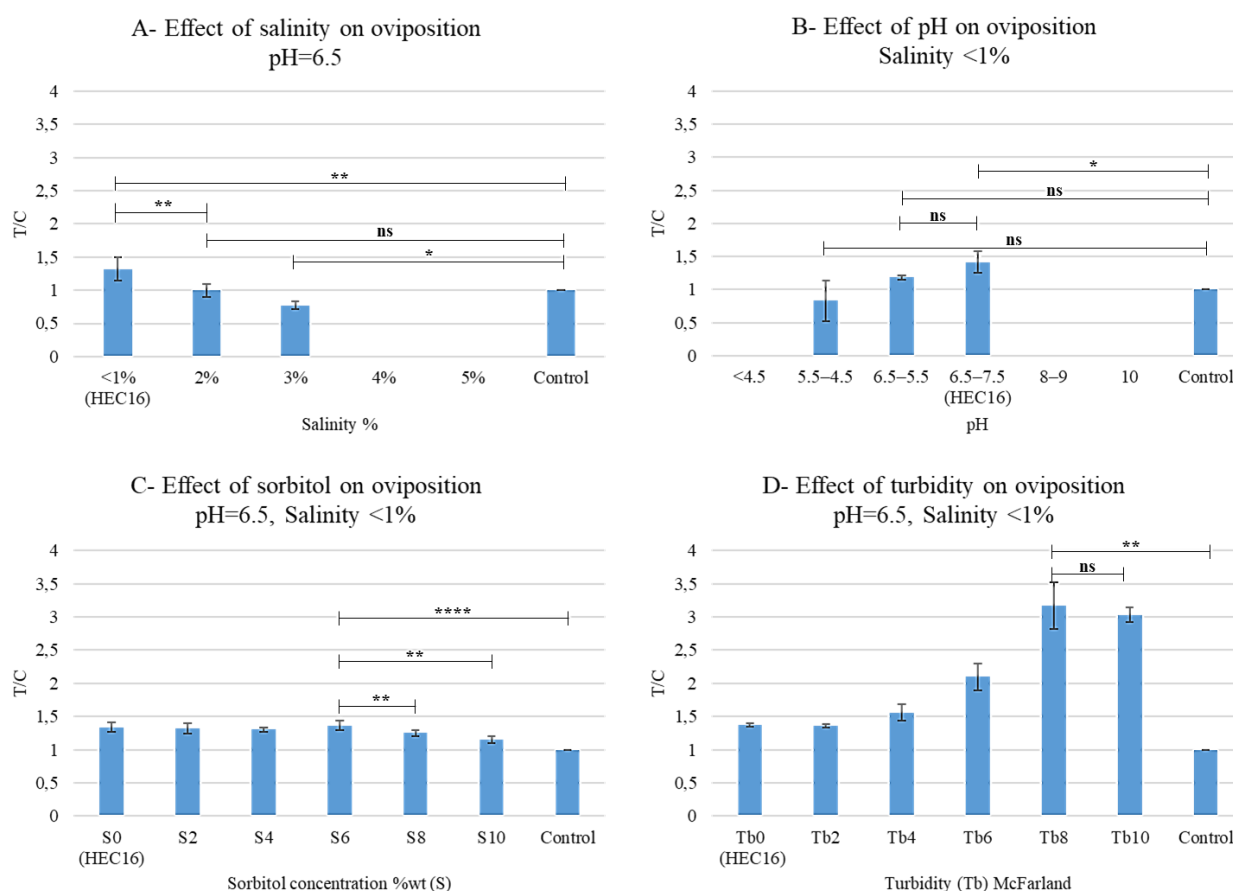 A- Effect of salinity on oviposition
pH=6.5
4
3,5
3
2,5
2
1,5
1
0,5
0
T/C
**
**
ns
*
<1% 2% 3% 4% 5% Control
(HEC16)
Salinity %
B- Effect of pH on oviposition
Salinity <1%
4
3,5
3
2,5
2
1,5
1
0,5
0
T/C
*
ns
ns
ns
<4.5 5.5–4.5 6.5–5.5 6.5–7.5 8–9 10 Control
(HEC16)
pH
C- Effect of sorbitol on oviposition
pH=6.5, Salinity <1%
4
3,5
3
2,5
2
1,5
1
0,5
0
T/C
****
**
**
S0 S2 S4 S6 S8 S10 Control
(HEC16)
Sorbitol concentration %wt (S)
D- Effect of turbidity on oviposition
pH=6.5, Salinity <1%
4
3,5
3
2,5
2
1,5
1
0,5
0
T/C
**
ns
Tb0 Tb2 Tb4 Tb6 Tb8 Tb10 Control
(HEC16)
Turbidity (Tb) McFarland